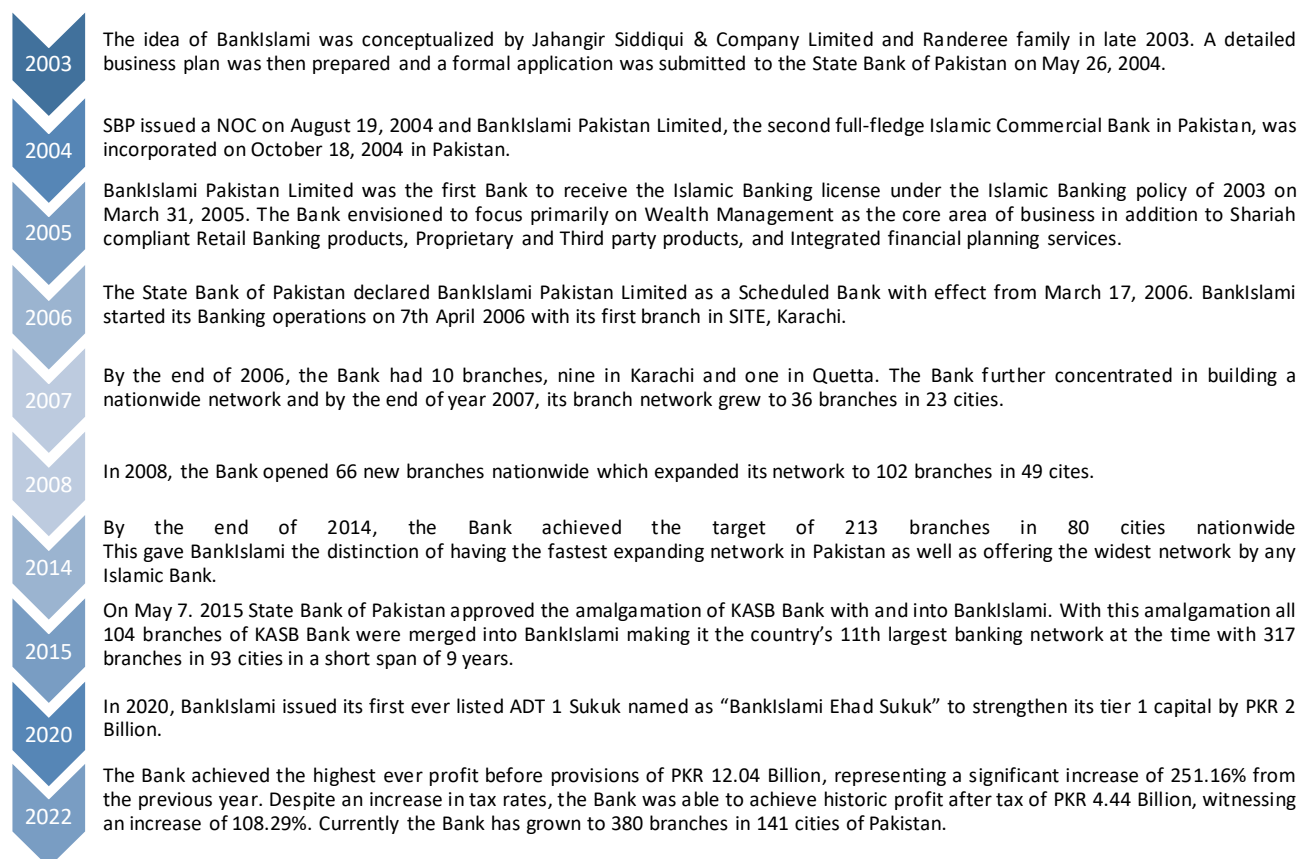 2003
The idea of BankIslami was conceptualized by Jahangir Siddiqui & Company Limited and Randeree family in late 2003. A detailed
business plan was then prepared and a formal application was submitted to the State Bank of Pakistan on May 26, 2004.
2004
SBP issued a NOC on August 19, 2004 and BankIslami Pakistan Limited, the second full-fledge Islamic Commercial Bank in Pakistan, was
incorporated on October 18, 2004 in Pakistan.
2005
BankIslami Pakistan Limited was the first Bank to receive the Islamic Banking license under the Islamic Banking policy of 2003 on
March 31, 2005. The Bank envisioned to focus primarily on Wealth Management as the core area of business in addition to Shariah
compliant Retail Banking products, Proprietary and Third party products, and Integrated financial planning services.
2006
The State Bank of Pakistan declared BankIslami Pakistan Limited as a Scheduled Bank with effect from March 17, 2006. BankIslami
started its Banking operations on 7th April 2006 with its first branch in SITE, Karachi.
2007
By the end of 2006, the Bank had 10 branches, nine in Karachi and one in Quetta. The Bank further concentrated in building a
nationwide network and by the end of year 2007, its branch network grew to 36 branches in 23 cities.
2008
In 2008, the Bank opened 66 new branches nationwide which expanded its network to 102 branches in 49 cites.
2014
By the end of 2014, the Bank achieved the target of 213 branches in 80 cities nationwide
This gave BankIslami the distinction of having the fastest expanding network in Pakistan as well as offering the widest network by any
Islamic Bank.
2015
On May 7. 2015 State Bank of Pakistan approved the amalgamation of KASB Bank with and into BankIslami. With this amalgamation all
104 branches of KASB Bank were merged into BankIslami making it the country's 11th largest banking network at the time with 317
branches in 93 cities in a short span of 9 years.
2020
In 2020, BankIslami issued its first ever listed ADT 1 Sukuk named as “BankIslami Ehad Sukuk” to strengthen its tier 1 capital by PKR 2
Billion.
2022
The Bank achieved the highest ever profit before provisions of PKR 12.04 Billion, representing a significant increase of 251.16% from
the previous year. Despite an increase in tax rates, the Bank was able to achieve historic profit after tax of PKR 4.44 Billion, witnessing
an increase of 108.29%. Currently the Bank has grown to 380 branches in 141 cities of Pakistan.